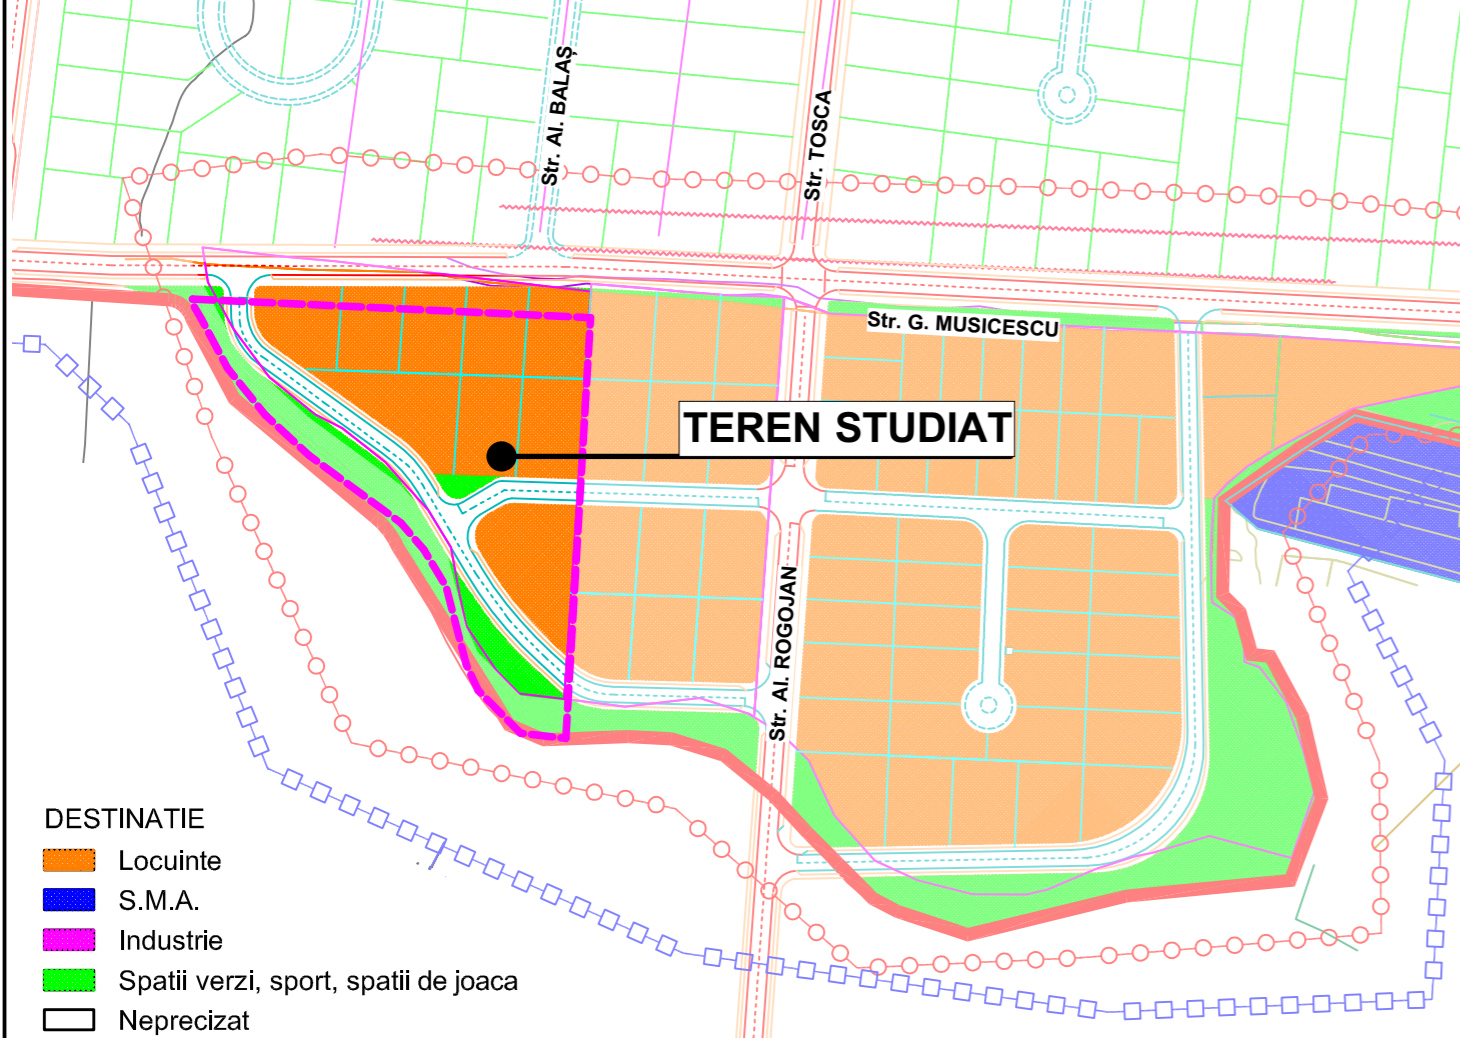 Str. Al. BALAȘ
Str. TOSCA
Str. G. MUSICESCU
TEREN STUDIAT
Str. Al. ROGOJAN
DESTINATIE
Locuinte
S.M.A.
Industrie
Spatii verzi, sport, spatii de joaca
Neprecizat